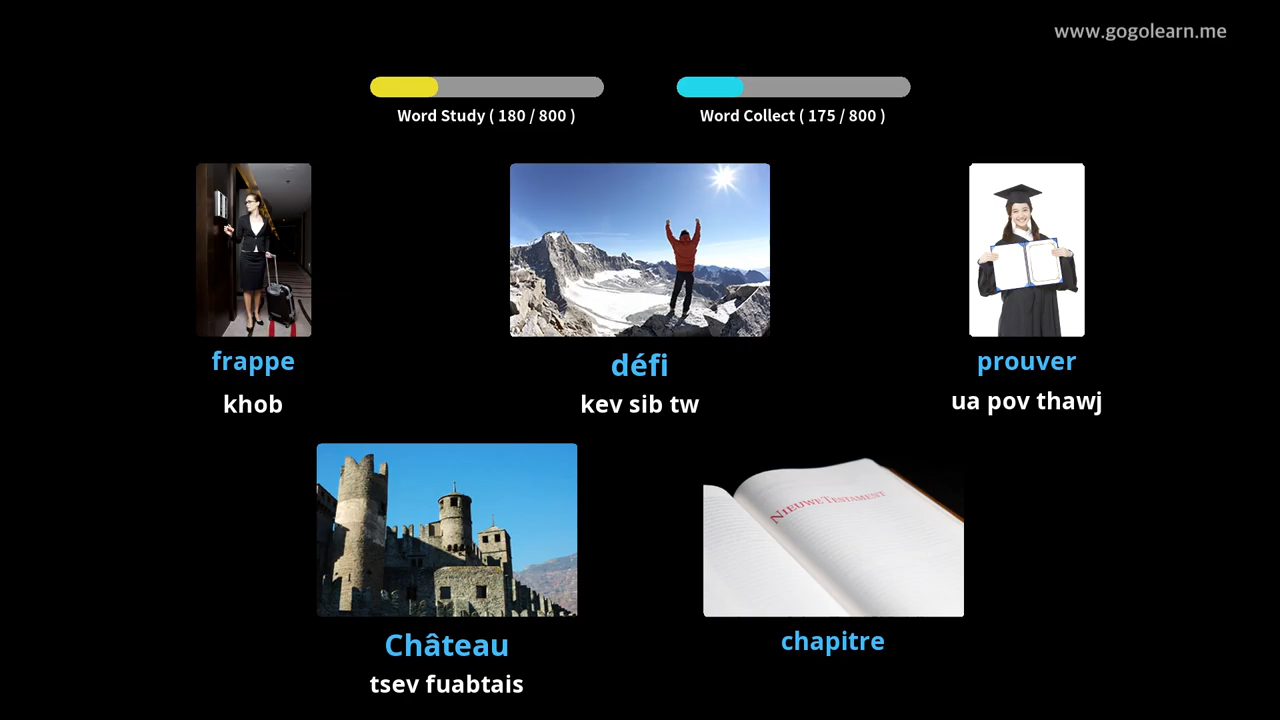 www.gogolearn.me
Word Study ( 180 / 800 )
Word Collect ( 175 / 800 )
frappe
khob
défi
kev sib tw
prouver
ua pov thawj
Château
tsev fuabtais
NIEUWE TESTAMENT
chapitre